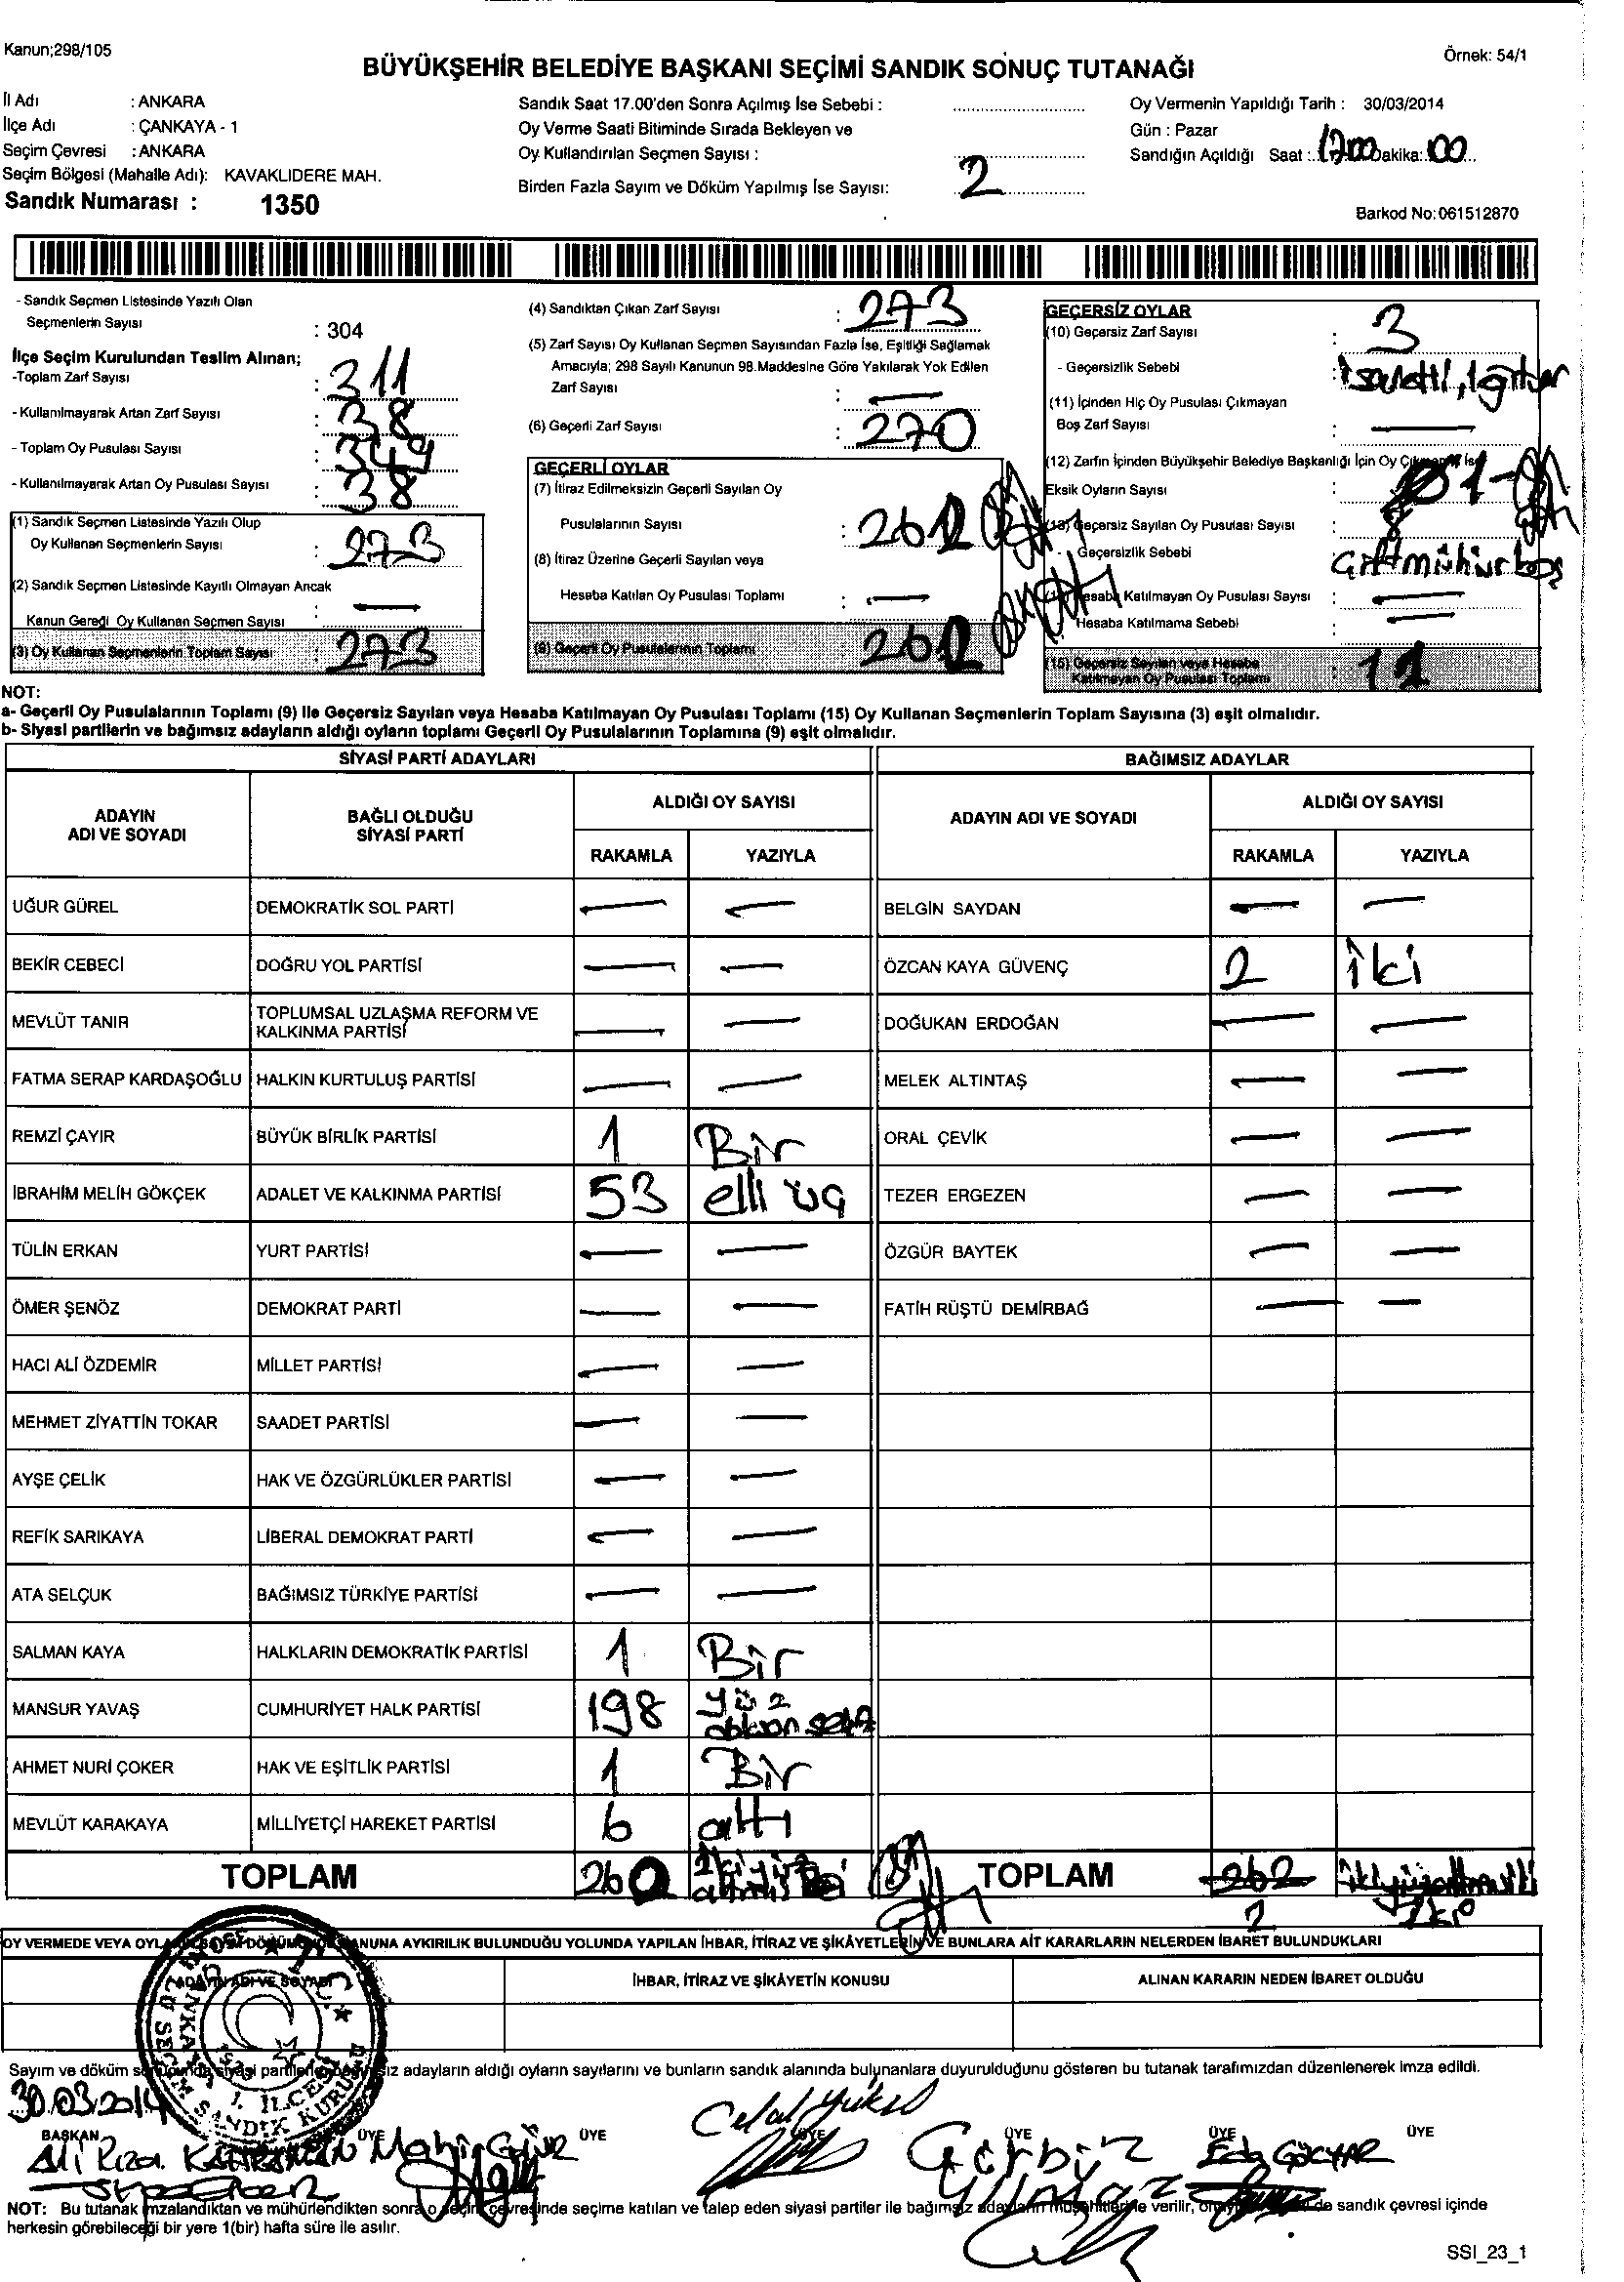 Kanun;298/105
Örnek: 54/1
BÜYÜKŞEHİR BELEDİYE BAŞKANI SEÇİMİ SANDIK SONUÇ TUTANAĞI
İl Adı : ANKARA
İlçe Adı : ÇANKAYA - 1
Seçim Çevresi : ANKARA
Seçim Bölgesi (Mahalle Adı): KAVAKLIDERE MAH.
Sandık Numarası : 1350
Sandık Saat 17.00'den Sonra Açılmış İse Sebebi :
Oy Verme Saati Bitiminde Sırada Bekleyen ve
Oy Kullandırılan Seçmen Sayısı :
Birden Fazla Sayım ve Döküm Yapılmış İse Sayısı: 2
Oy Vermenin Yapıldığı Tarih : 30/03/2014
Gün : Pazar
Sandığın Açıldığı Saat : 1700 Dakika: 00
Barkod No:061512870
- Sandık Seçmen Listesinde Yazılı Olan
Seçmenlerin Sayısı : 304
İlçe Seçim Kurulundan Teslim Alınan;
-Toplam Zarf Sayısı : 311
- Kullanılmayarak Artan Zarf Sayısı : 38
- Toplam Oy Pusulası Sayısı : 349
- Kullanılmayarak Artan Oy Pusulası Sayısı : 38
(1) Sandık Seçmen Listesinde Yazılı Olup
Oy Kullanan Seçmenlerin Sayısı : 273
(2) Sandık Seçmen Listesinde Kayıtlı Olmayan Ancak
Kanun Gereği Oy Kullanan Seçmen Sayısı : —
(3) Oy Kullanan Seçmenlerin Toplam Sayısı : 273
(4) Sandıktan Çıkan Zarf Sayısı : 273
(5) Zarf Sayısı Oy Kullanan Seçmen Sayısından Fazla İse, Eşitliği Sağlamak
Amacıyla; 298 Sayılı Kanunun 98.Maddesine Göre Yakılarak Yok Edilen
Zarf Sayısı : —
(6) Geçerli Zarf Sayısı : 270
GEÇERLİ OYLAR
(7) İtiraz Edilmeksizin Geçerli Sayılan Oy
Pusulalarının Sayısı : 262
(8) İtiraz Üzerine Geçerli Sayılan veya
Hesaba Katılan Oy Pusulası Toplamı : —
(9) Geçerli Oy Pusulalarının Toplamı : 262
GEÇERSİZ OYLAR
(10) Geçersiz Zarf Sayısı : 3
- Geçersizlik Sebebi :
(11) İçinden Hiç Oy Pusulası Çıkmayan
Boş Zarf Sayısı : —
(12) Zarfın İçinden Büyükşehir Belediye Başkanlığı İçin Oy Çıkmamış İse
Eksik Oyların Sayısı :
(13) Geçersiz Sayılan Oy Pusulası Sayısı : 8
- Geçersizlik Sebebi :
(14) Hesaba Katılmayan Oy Pusulası Sayısı : —
Hesaba Katılmama Sebebi : —
(15) Geçersiz Sayılan veya Hesaba
Katılmayan Oy Pusulası Toplamı : 11
NOT:
a- Geçerli Oy Pusulalarının Toplamı (9) ile Geçersiz Sayılan veya Hesaba Katılmayan Oy Pusulası Toplamı (15) Oy Kullanan Seçmenlerin Toplam Sayısına (3) eşit olmalıdır.
b- Siyasi partilerin ve bağımsız adayların aldığı oyların toplamı Geçerli Oy Pusulalarının Toplamına (9) eşit olmalıdır.
SİYASİ PARTİ ADAYLARI
ADAYIN ADI VE SOYADI
BAĞLI OLDUĞU SİYASİ PARTİ
ALDIĞI OY SAYISI
RAKAMLA YAZIYLA
UĞUR GÜREL DEMOKRATİK SOL PARTİ — —
BEKİR CEBECİ DOĞRU YOL PARTİSİ — —
MEVLÜT TANIR TOPLUMSAL UZLAŞMA REFORM VE KALKINMA PARTİSİ — —
FATMA SERAP KARDAŞOĞLU HALKIN KURTULUŞ PARTİSİ — —
REMZİ ÇAYIR BÜYÜK BİRLİK PARTİSİ 1 Bir
İBRAHİM MELİH GÖKÇEK ADALET VE KALKINMA PARTİSİ 53 elli üç
TÜLİN ERKAN YURT PARTİSİ — —
ÖMER ŞENÖZ DEMOKRAT PARTİ — —
HACI ALİ ÖZDEMİR MİLLET PARTİSİ — —
MEHMET ZİYATTİN TOKAR SAADET PARTİSİ — —
AYŞE ÇELİK HAK VE ÖZGÜRLÜKLER PARTİSİ — —
REFİK SARIKAYA LİBERAL DEMOKRAT PARTİ — —
ATA SELÇUK BAĞIMSIZ TÜRKİYE PARTİSİ — —
SALMAN KAYA HALKLARIN DEMOKRATİK PARTİSİ 1 Bir
MANSUR YAVAŞ CUMHURİYET HALK PARTİSİ 198 yüz doksan sekiz
AHMET NURİ ÇOKER HAK VE EŞİTLİK PARTİSİ 1 Bir
MEVLÜT KARAKAYA MİLLİYETÇİ HAREKET PARTİSİ 6 altı
TOPLAM 260
BAĞIMSIZ ADAYLAR
ADAYIN ADI VE SOYADI
ALDIĞI OY SAYISI
RAKAMLA YAZIYLA
BELGİN SAYDAN — —
ÖZCAN KAYA GÜVENÇ 2 iki
DOĞUKAN ERDOĞAN — —
MELEK ALTINTAŞ — —
ORAL ÇEVİK — —
TEZER ERGEZEN — —
ÖZGÜR BAYTEK — —
FATİH RÜŞTÜ DEMİRBAĞ — —
TOPLAM 262
2 iki
OY VERMEDE VEYA OYLARIN SAYIM DÖKÜMÜNDE KANUNA AYKIRILIK BULUNDUĞU YOLUNDA YAPILAN İHBAR, İTİRAZ VE ŞİKÂYETLERİN VE BUNLARA AİT KARARLARIN NELERDEN İBARET BULUNDUKLARI
ADAYIN ADI VE SOYADI
İHBAR, İTİRAZ VE ŞİKÂYETİN KONUSU
ALINAN KARARIN NEDEN İBARET OLDUĞU
Sayım ve döküm sonucunda siyasi partilerin bağımsız adayların aldığı oyların sayılarını ve bunların sandık alanında bulunanlara duyurulduğunu gösteren bu tutanak tarafımızdan düzenlenerek imza edildi.
30.03.2014
BAŞKAN ÜYE ÜYE ÜYE ÜYE ÜYE ÜYE
Celal Yüksel
NOT: Bu tutanak imzalandıktan ve mühürlendikten sonra o seçim çevresinde seçime katılan ve talep eden siyasi partiler ile bağımsız adayların müşahitlerine verilir, de sandık çevresi içinde
herkesin görebileceği bir yere 1(bir) hafta süre ile asılır.
SSI_23_1